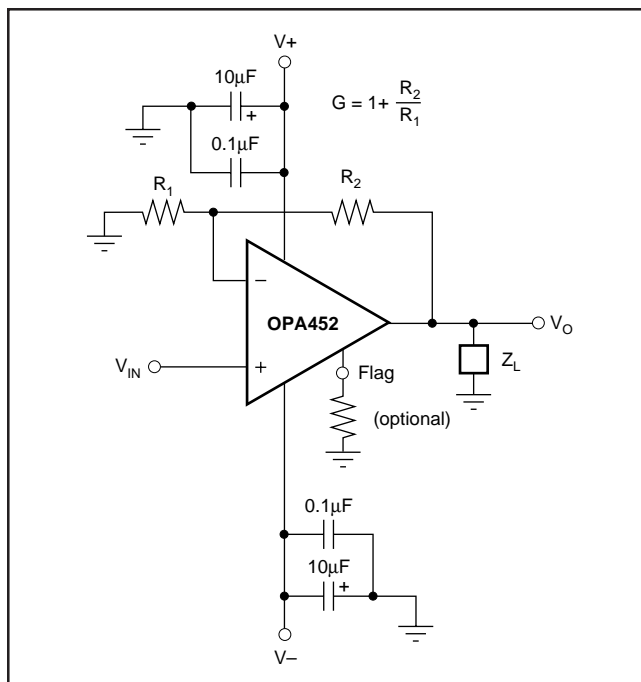 V+
10μF
+
G = 1+ R2/R1
0.1μF
R1
R2
–
OPA452
VO
VIN
+
Flag
ZL
(optional)
0.1μF
10μF
+
V–